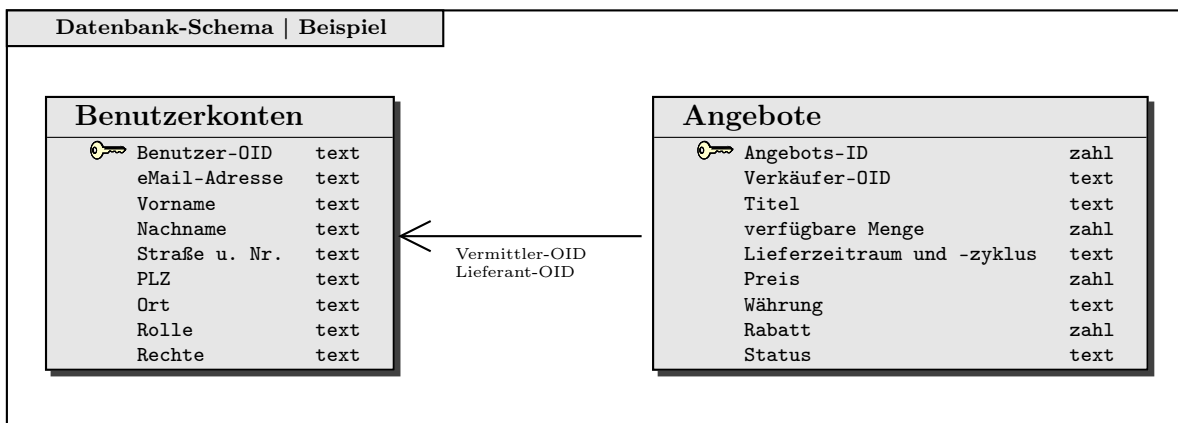 Datenbank-Schema | Beispiel
Benutzerkonten
Benutzer-OID text
eMail-Adresse text
Vorname text
Nachname text
Straße u. Nr. text
PLZ text
Ort text
Rolle text
Rechte text
Vermittler-OID
Lieferant-OID
Angebote
Angebots-ID zahl
Verkäufer-OID text
Titel text
verfügbare Menge zahl
Lieferzeitraum und -zyklus text
Preis zahl
Währung text
Rabatt zahl
Status text